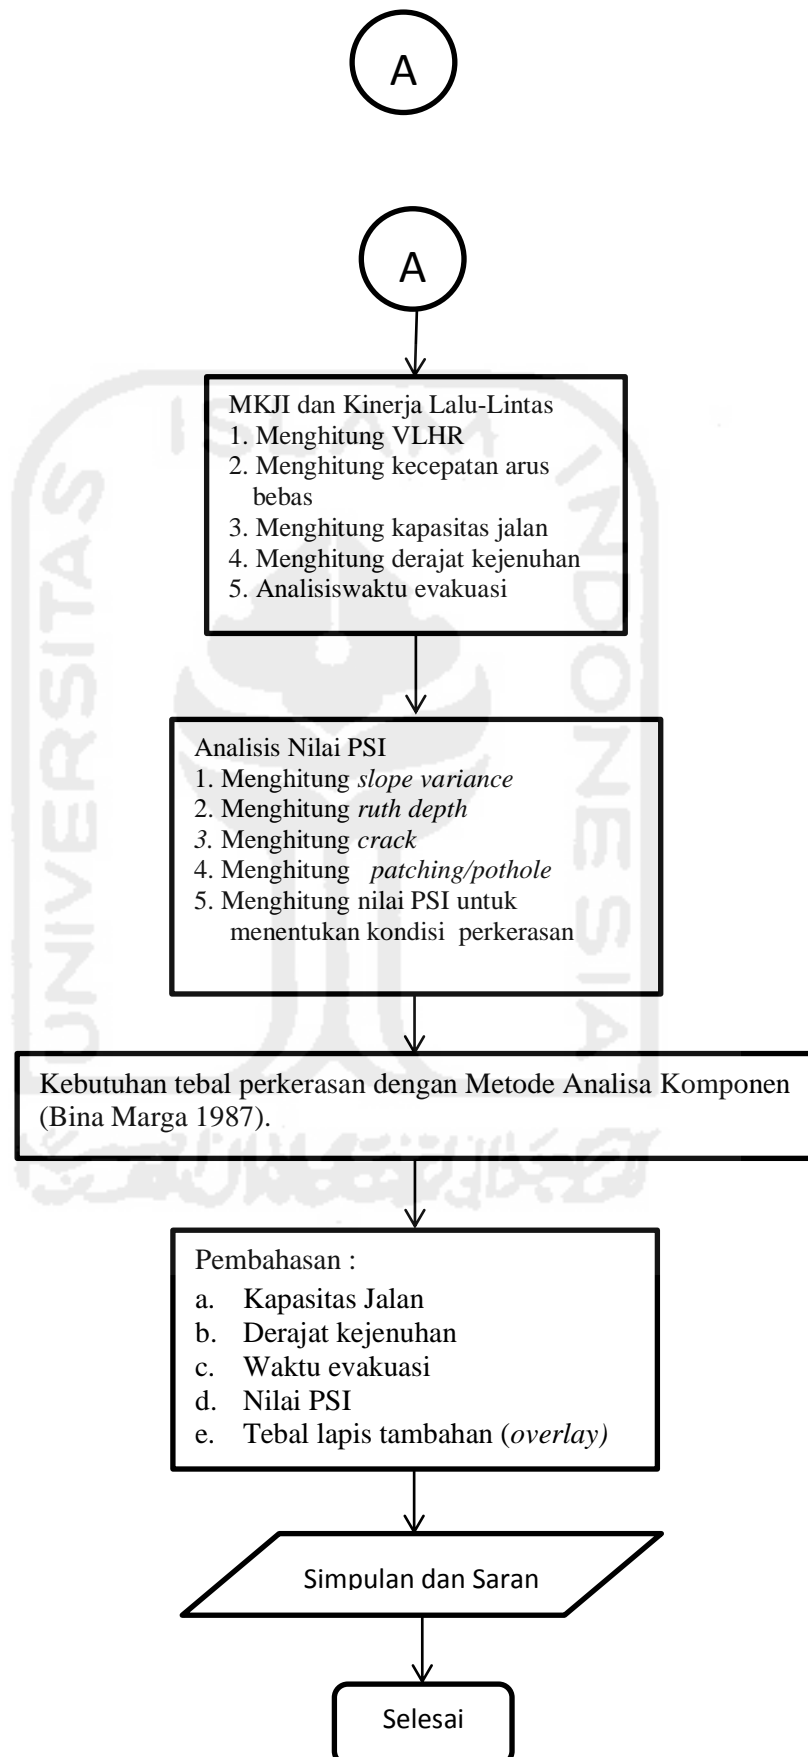 A
A
MKJI dan Kinerja Lalu-Lintas
1. Menghitung VLHR
2. Menghitung kecepatan arus
bebas
3. Menghitung kapasitas jalan
4. Menghitung derajat kejenuhan
5. Analisiswaktu evakuasi
Analisis Nilai PSI
1. Menghitung slope variance
2. Menghitung ruth depth
3. Menghitung crack
4. Menghitung patching/pothole
5. Menghitung nilai PSI untuk
menentukan kondisi perkerasan
Kebutuhan tebal perkerasan dengan Metode Analisa Komponen
(Bina Marga 1987).
Pembahasan :
a. Kapasitas Jalan
b. Derajat kejenuhan
c. Waktu evakuasi
d. Nilai PSI
e. Tebal lapis tambahan (overlay)
Simpulan dan Saran
Selesai
UNIVERSITAS
ISLAM
INDONESIA